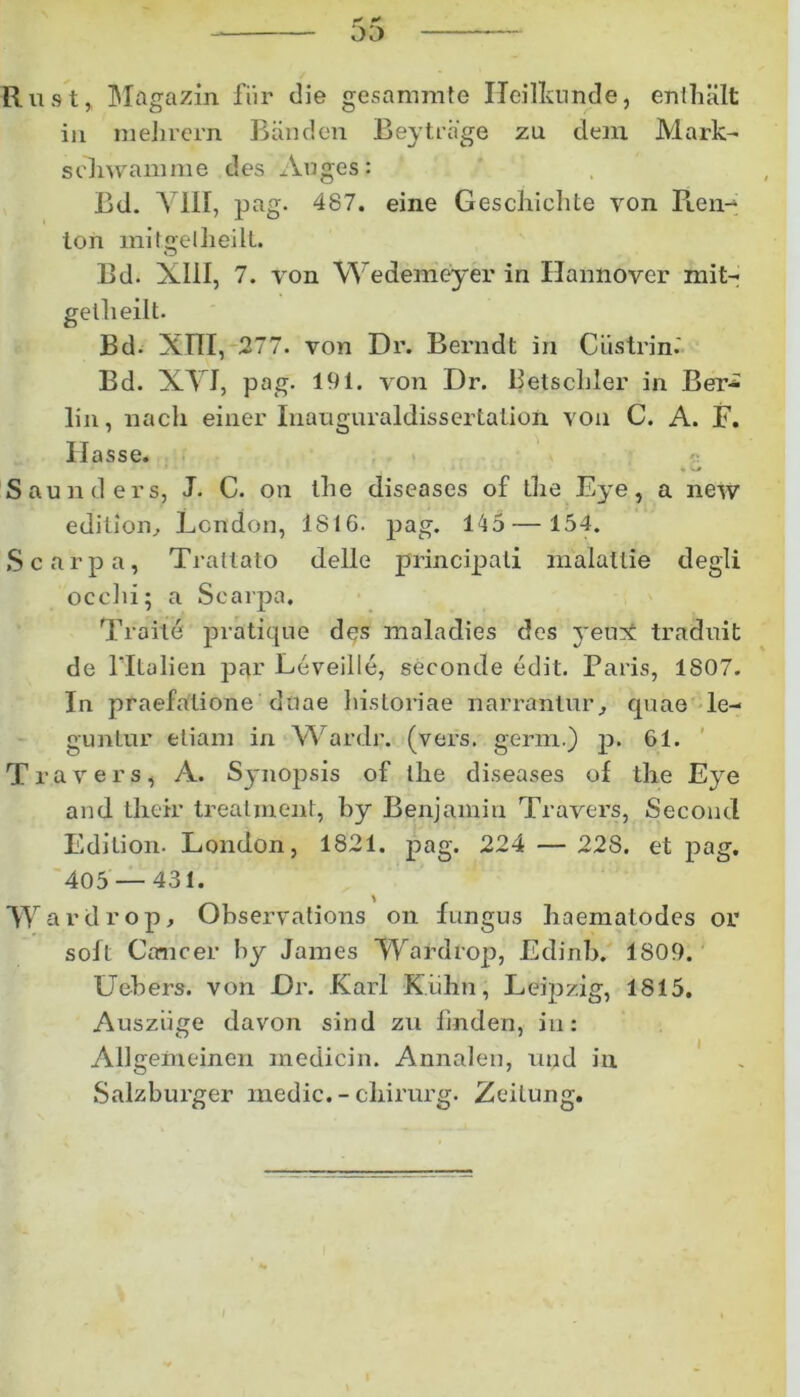 55
Rust, Magazin für die gesammte Heilkunde, enthält
in mehrern Bänden Beyträge zu dem Mark-
schwamme des Auges:
Bd. VIII, pag. 487. eine Geschichte von Ren-
ton mitgetheilt.
Bd. XIII, 7. von Wedemeyer in Hannover mit-
getheilt.
Bd. XIII, 277. von Dr. Berndt in Cüstrin.
Bd. XVI, pag. 191. von Dr. Betschler in Ber-
lin, nach einer Inauguraldissertation von C. A. F.
Hasse.
Saunders, J. C. on the diseases of the Eye, a new
edition, London, 1816. pag. 145 — 154.
Scarpa, Trattato delle principali malattie degli
occhi; a Scarpa.
Traité pratique des maladies des yeux traduit
de l'Italien par Léveillé, seconde édit. Paris, 1807.
In praefatione duae historiae narrantur, quae le-
guntur etiam in Wardr. (vers. germ.) p. 61.
Travers, A. Synopsis of the diseases of the Eye
and their treatment, by Benjamin Travers, Second
Edition. London, 1821. pag. 224 — 228. et pag.
405 — 431.
Wardrop, Observations on fungus haematodes or
soft Cancer by James Wardrop, Edinb. 1809.
Uebers. von Dr. Karl Kühn, Leipzig, 1815.
Auszüge davon sind zu finden, in:
Allgemeinen medicin. Annalen, und in
Salzburger medic.-chirurg. Zeitung.